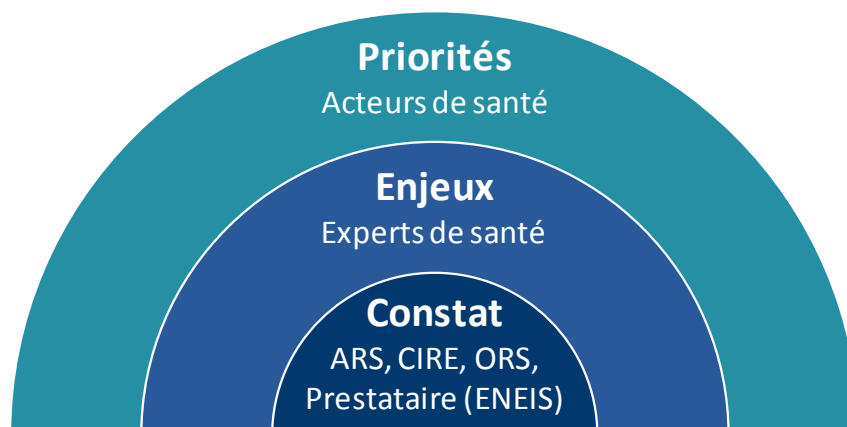 Priorités
Acteurs de santé
Enjeux
Experts de santé
Constat
ARS, CIRE, ORS,
Prestataire (ENEIS)